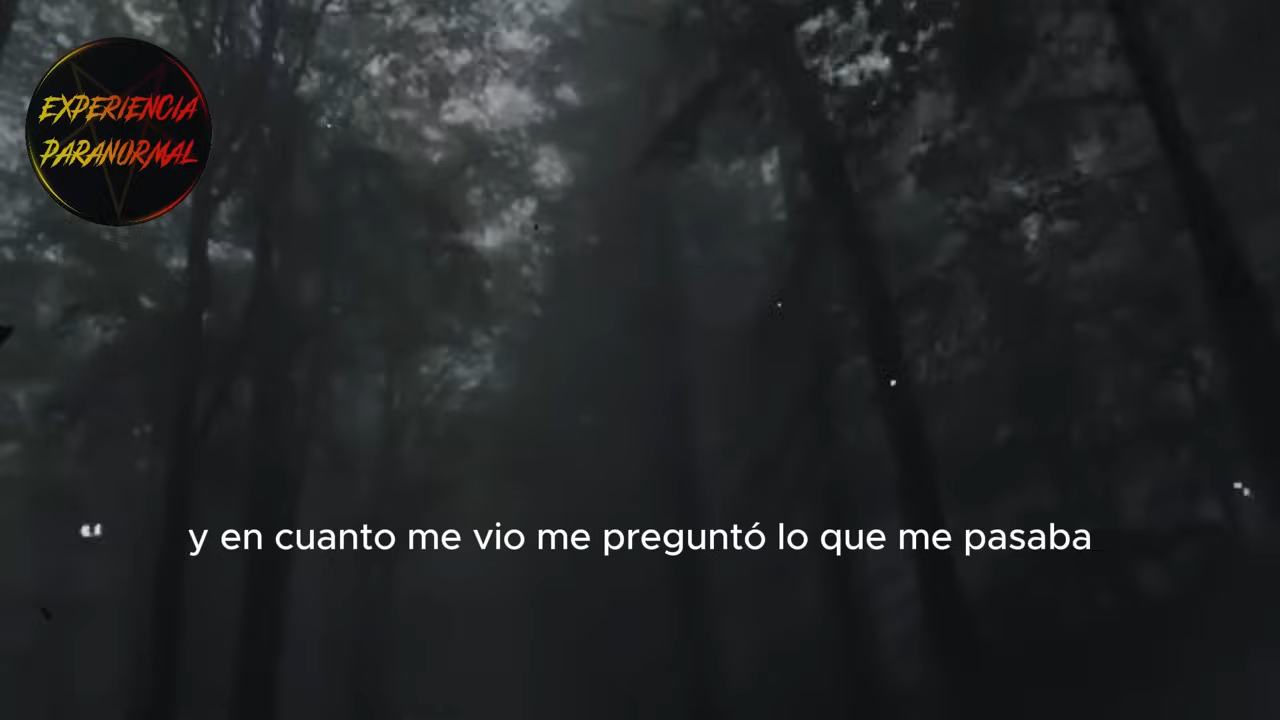 EXPERIENCIA
PARANORMAL
y en cuanto me vio me preguntó lo que me pasaba